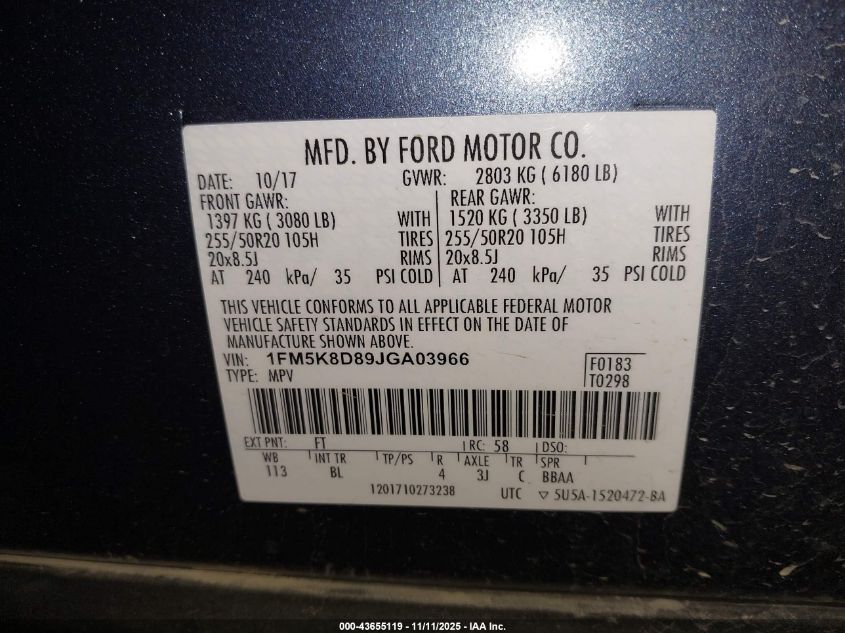 MFD. BY FORD MOTOR CO.
DATE: 10/17 GVWR: 2803 KG ( 6180 LB)
FRONT GAWR: REAR GAWR:
1397 KG ( 3080 LB) WITH 1520 KG ( 3350 LB) WITH
255/50R20 105H TIRES 255/50R20 105H TIRES
20x8.5J RIMS 20x8.5J RIMS
AT 240 kPa/ 35 PSI COLD AT 240 kPa/ 35 PSI COLD
THIS VEHICLE CONFORMS TO ALL APPLICABLE FEDERAL MOTOR
VEHICLE SAFETY STANDARDS IN EFFECT ON THE DATE OF
MANUFACTURE SHOWN ABOVE.
VIN: 1FM5K8D89JGA03966 F0183
TYPE: MPV T0298
EXT PNT: FT RC: 58 DSO:
WB INT TR TP/PS R AXLE TR SPR
113 BL 4 3J C BBAA
1201710273238 UTC ▽ 5U5A-1520472-BA
000-43655119 - 11/11/2025 - IAA Inc.